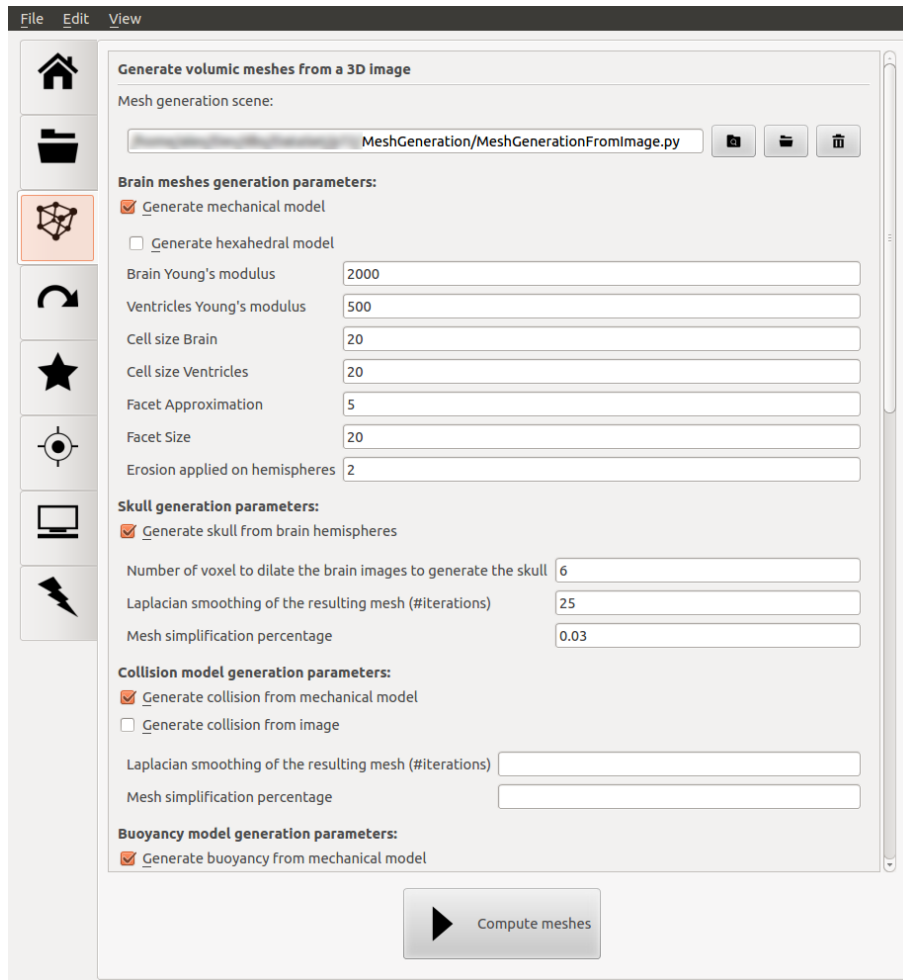 File Edit View
Generate volumic meshes from a 3D image
Mesh generation scene:
MeshGeneration/MeshGenerationFromImage.py
Brain meshes generation parameters:
Generate mechanical model
Generate hexahedral model
Brain Young's modulus 2000
Ventricles Young's modulus 500
Cell size Brain 20
Cell size Ventricles 20
Facet Approximation 5
Facet Size 20
Erosion applied on hemispheres 2
Skull generation parameters:
Generate skull from brain hemispheres
Number of voxel to dilate the brain images to generate the skull 6
Laplacian smoothing of the resulting mesh (#iterations) 25
Mesh simplification percentage 0.03
Collision model generation parameters:
Generate collision from mechanical model
Generate collision from image
Laplacian smoothing of the resulting mesh (#iterations)
Mesh simplification percentage
Buoyancy model generation parameters:
Generate buoyancy from mechanical model
Compute meshes